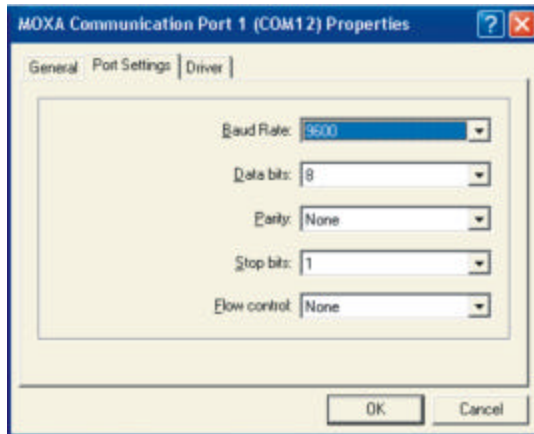 MOXA Communication Port 1 (COM12) Properties
General Port Settings Driver
Baud Rate: 9600
Data bits: 8
Parity: None
Stop bits: 1
Flow control: None
OK Cancel